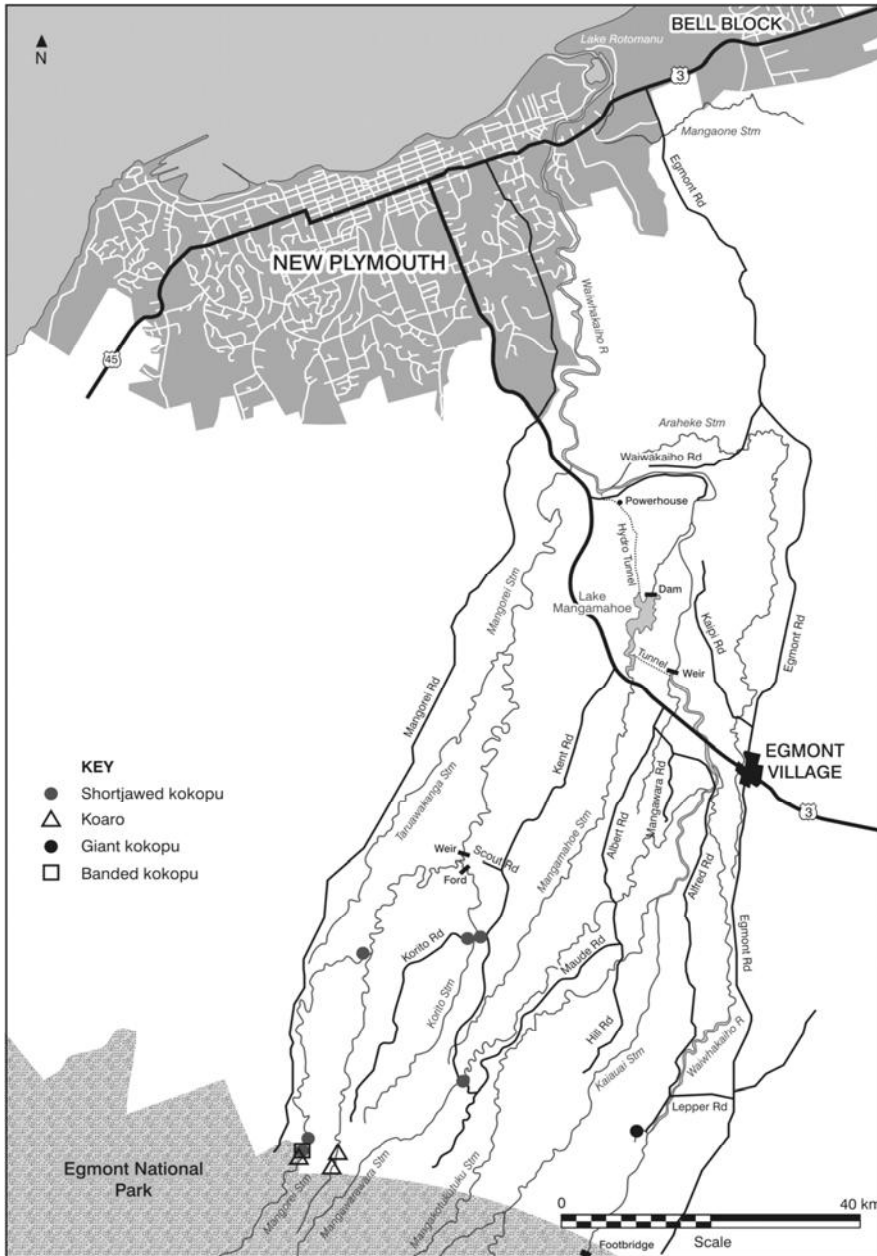 BELL BLOCK
Lake Rotomanu
N
3
Mangaone Stm
Egmont Rd
NEW PLYMOUTH
Waiwhakaiho R
45
Araheke Stm
Waiwakaiho Rd
Powerhouse
Hydro Tunnel
Mangorei Stm
Dam
Lake
Mangamahoe
Kaipi Rd
Egmont Rd
Tunnel
Weir
Mangorei Rd
KEY
Shortjawed kokopu
Koaro
Giant kokopu
Banded kokopu
EGMONT
VILLAGE
3
Kent Rd
Taruawakanga Stm
Mangawara Rd
Albert Rd
Mangamahoe Stm
Weir
Scout Rd
Ford
Alfred Rd
Korito Rd
Egmont Rd
Maude Rd
Korito Stm
Hill Rd
Kaiauai Stm
Waiwhakaiho R
Lepper Rd
Egmont National
Park
Mangorei Stm
Mangawarawara Stm
Mangakotukutuku Stm
0
40 km
Scale
Footbridge